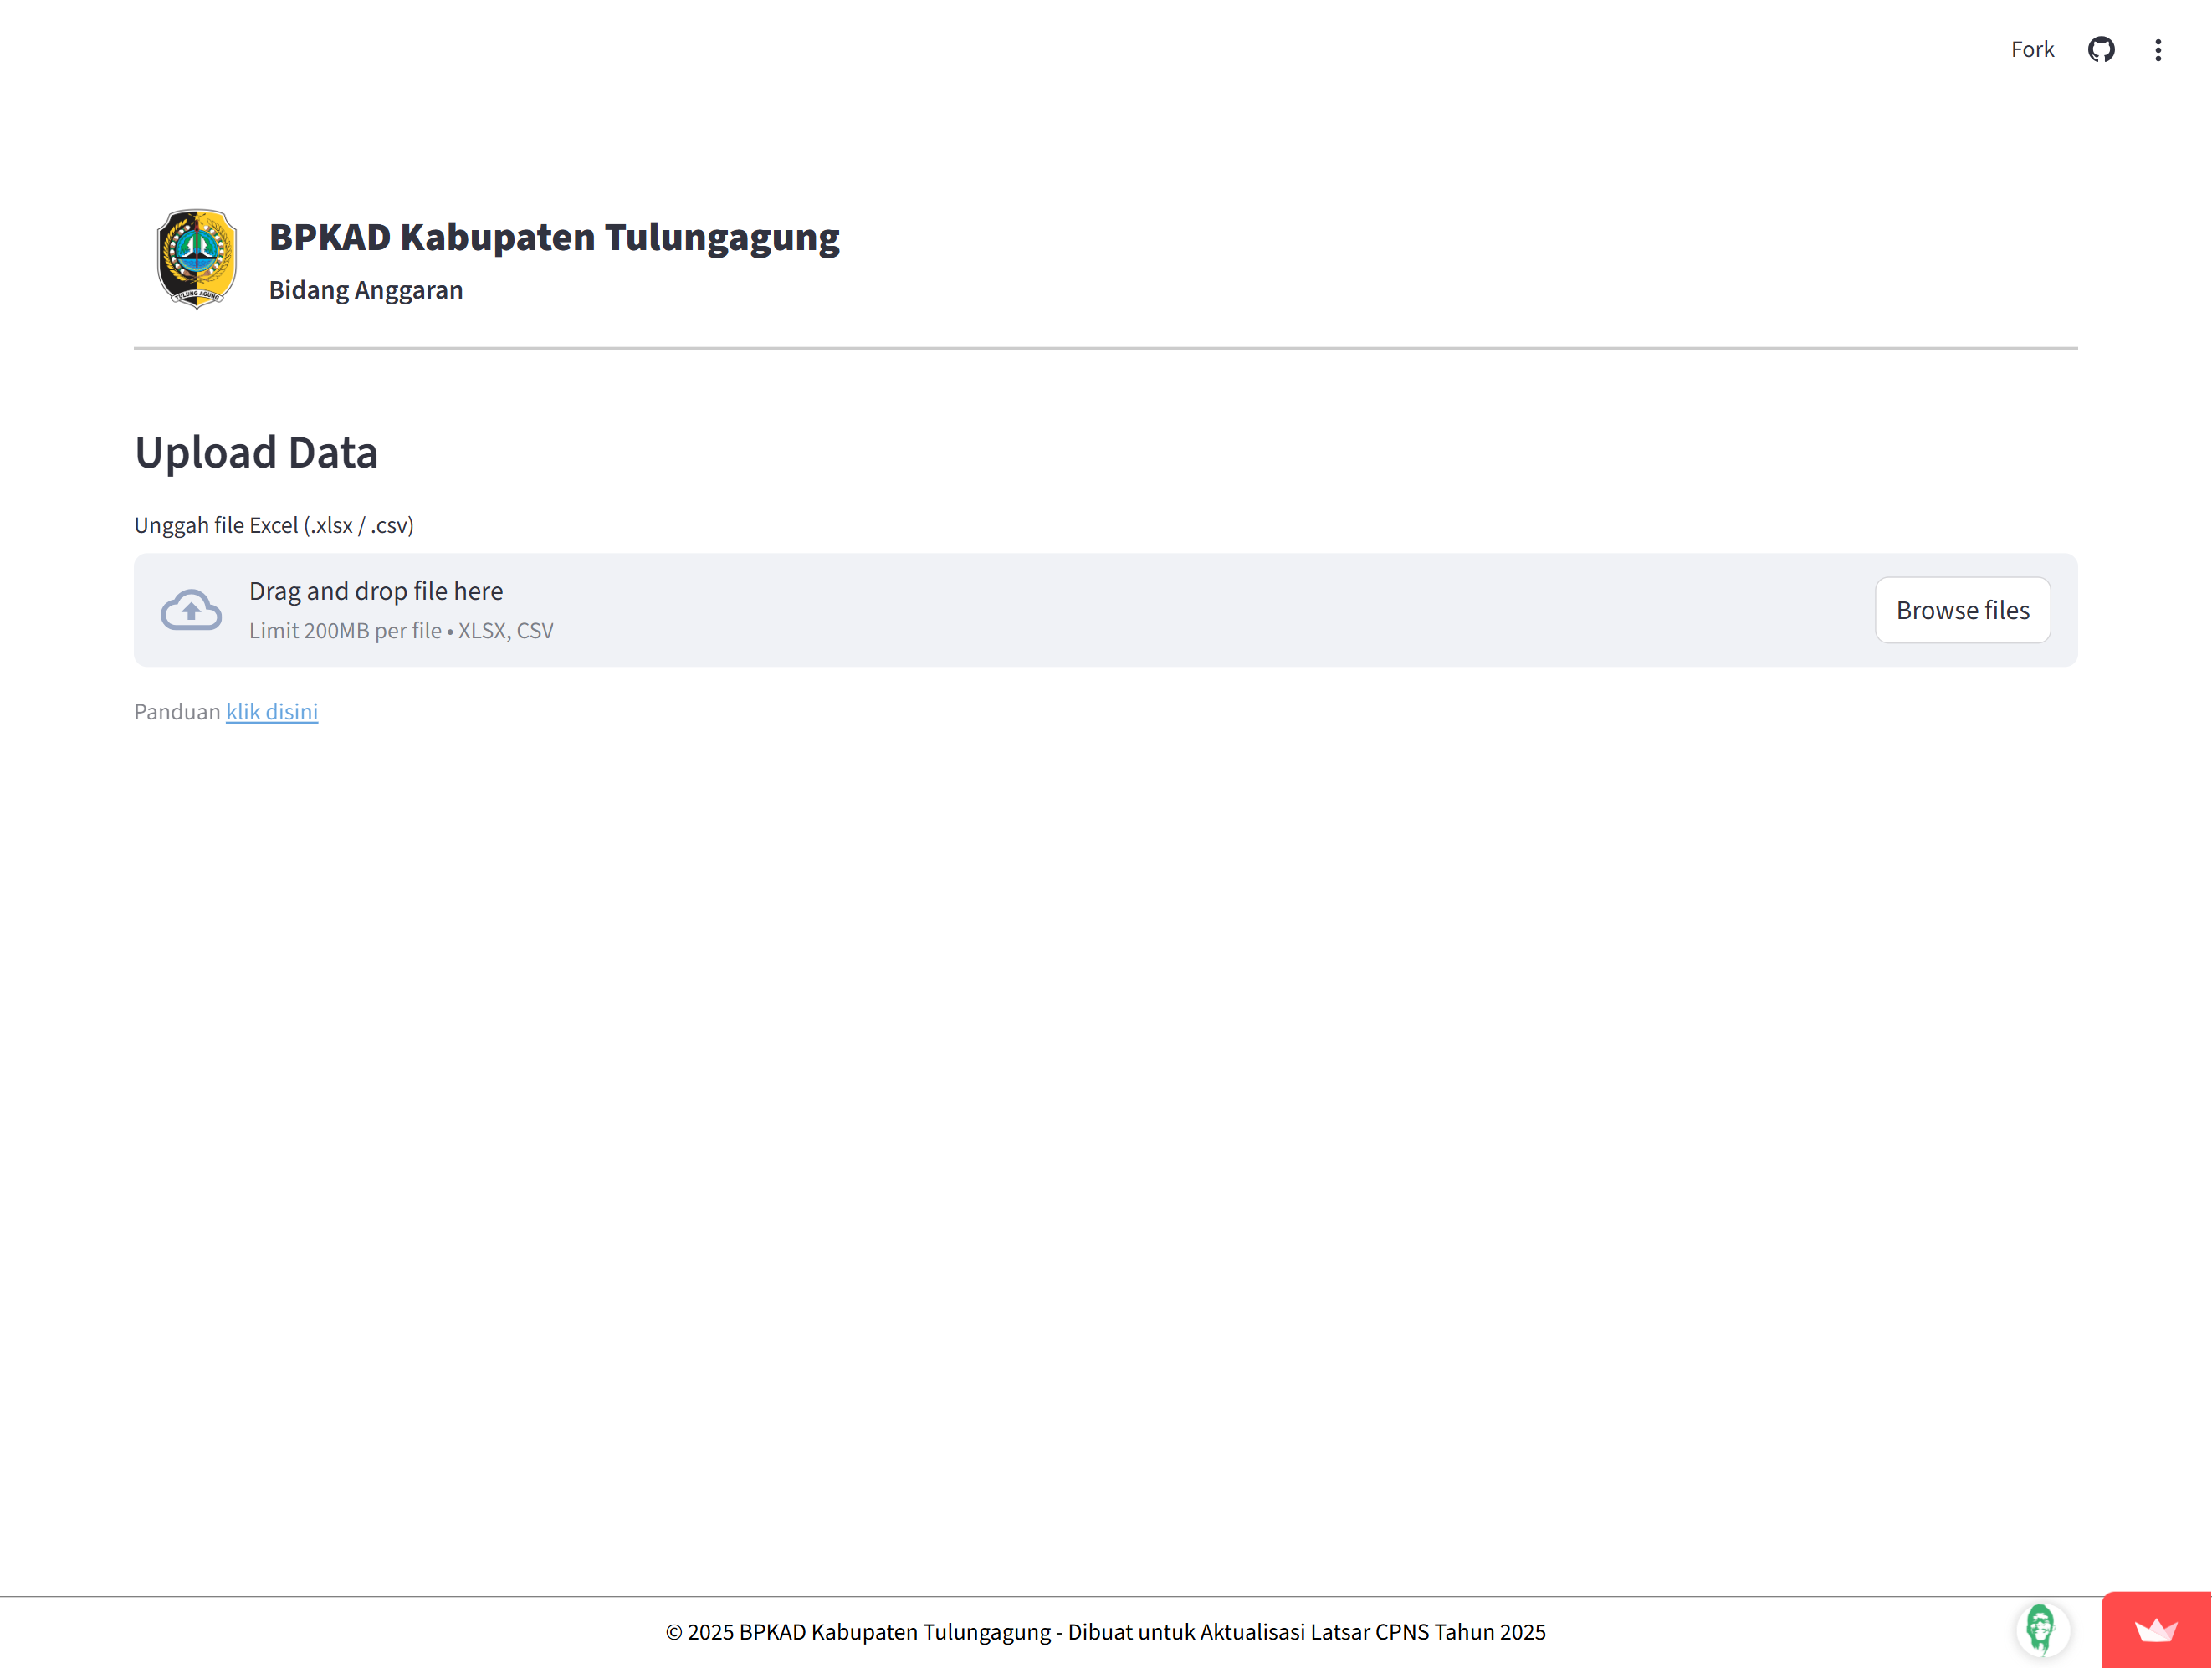 Fork
BPKAD Kabupaten Tulungagung
Bidang Anggaran
TULUNG AGUNG
Upload Data
Unggah file Excel (.xlsx / .csv)
Drag and drop file here
Limit 200MB per file • XLSX, CSV
Browse files
Panduan klik disini
© 2025 BPKAD Kabupaten Tulungagung - Dibuat untuk Aktualisasi Latsar CPNS Tahun 2025